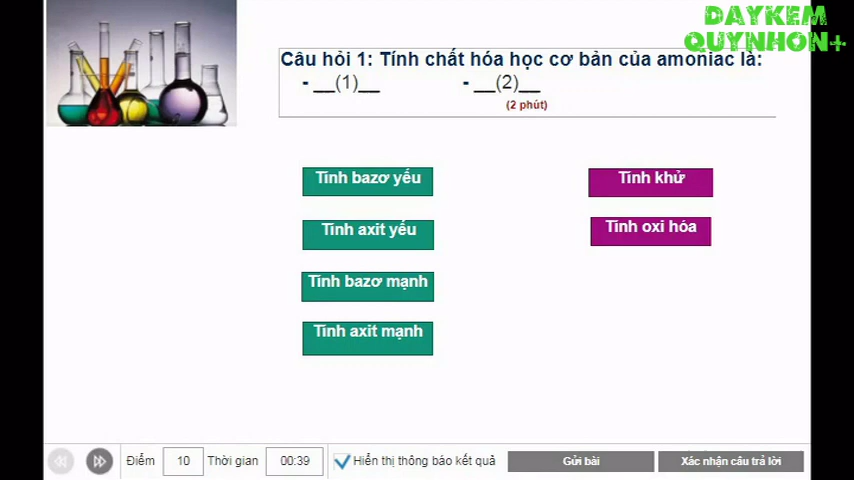 DAYKEM
QUYNHON+
Câu hỏi 1: Tính chất hóa học cơ bản của amoniac là:
- __(1)__ - __(2)__
(2 phút)
Tính bazơ yếu
Tính khử
Tính axit yếu
Tính oxi hóa
Tính bazơ mạnh
Tính axit mạnh
Điểm 10 Thời gian 00:39 Hiển thị thông báo kết quả Gửi bài Xác nhận câu trả lời